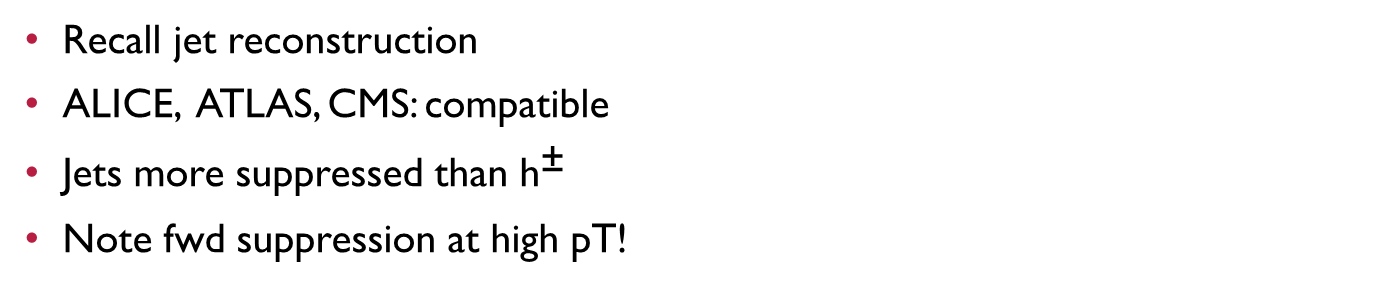 • Recall jet reconstruction
• ALICE, ATLAS, CMS: compatible
• Jets more suppressed than h±
• Note fwd suppression at high pT!